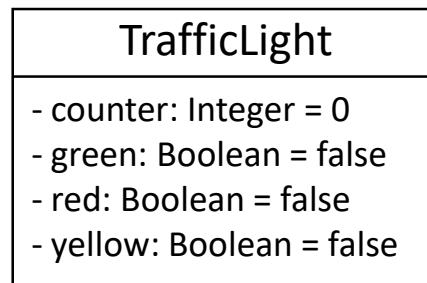 TrafficLight
- counter: Integer = 0
- green: Boolean = false
- red: Boolean = false
- yellow: Boolean = false